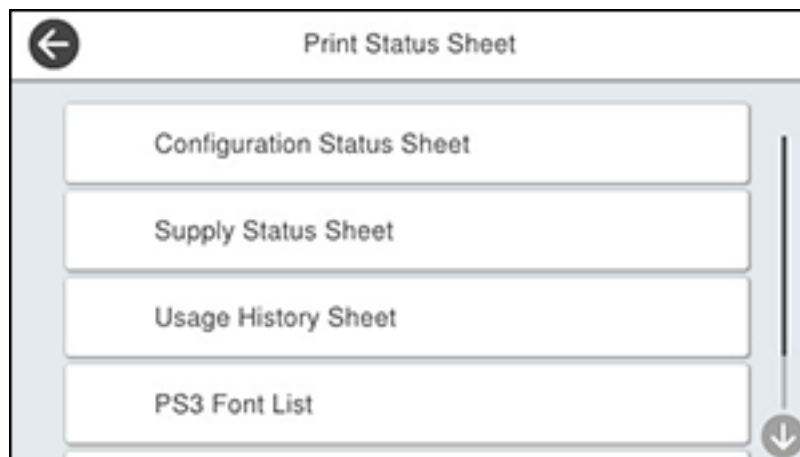 Print Status Sheet
Configuration Status Sheet
Supply Status Sheet
Usage History Sheet
PS3 Font List